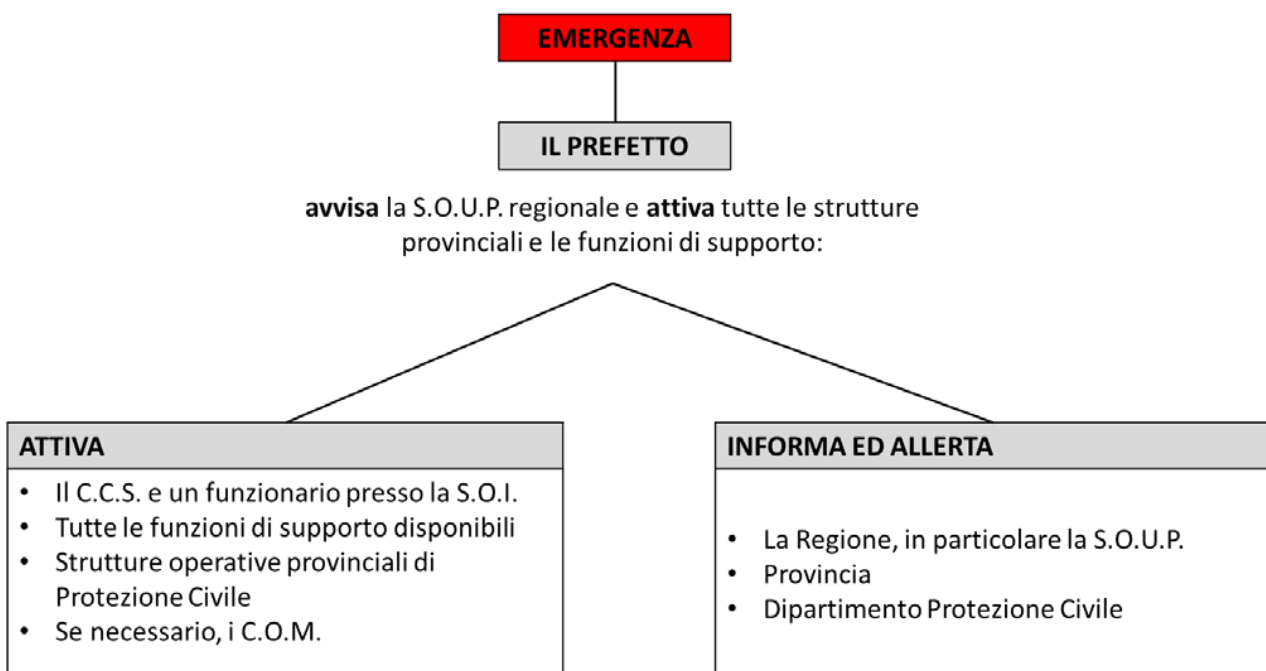 EMERGENZA
IL PREFETTO
avvisa la S.O.U.P. regionale e attiva tutte le strutture
provinciali e le funzioni di supporto:
ATTIVA
• Il C.C.S. e un funzionario presso la S.O.I.
• Tutte le funzioni di supporto disponibili
• Strutture operative provinciali di
Protezione Civile
• Se necessario, i C.O.M.
INFORMA ED ALLERTA
• La Regione, in particolare la S.O.U.P.
• Provincia
• Dipartimento Protezione Civile